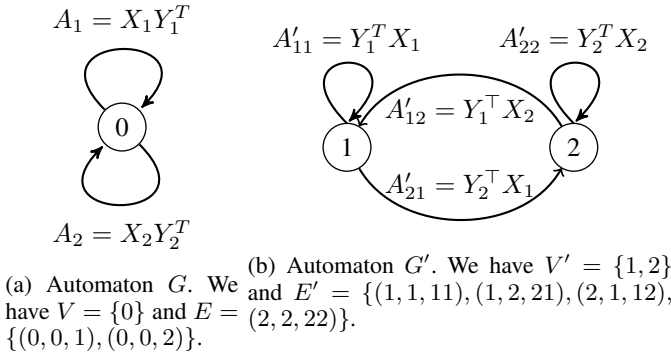 A_1 = X_1Y_1^T
0
A_2 = X_2Y_2^T
(a) Automaton G. We
have V = {0} and E =
{(0, 0, 1), (0, 0, 2)}.
A'_{11} = Y_1^T X_1
A'_{22} = Y_2^T X_2
A'_{12} = Y_1^⊤ X_2
1
2
A'_{21} = Y_2^⊤ X_1
(b) Automaton G'. We have V' = {1, 2}
and E' = {(1, 1, 11), (1, 2, 21), (2, 1, 12),
(2, 2, 22)}.